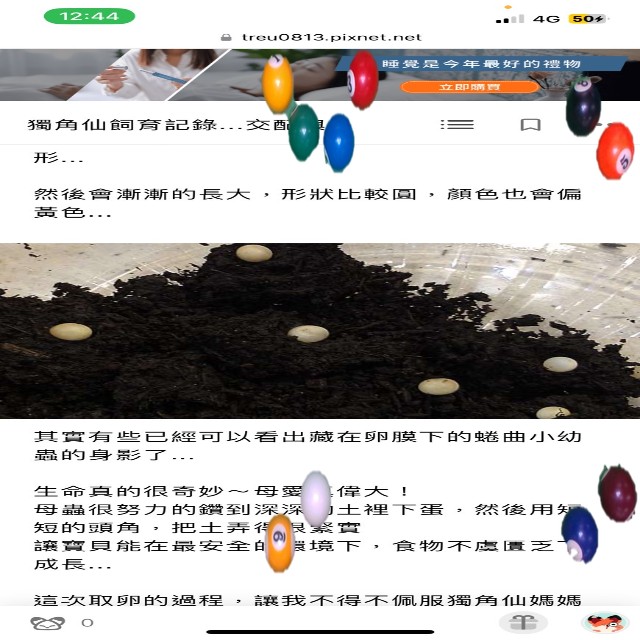 12:44
4G 50
treu0813.pixnet.net
睡覺是今年最好的禮物
立即購買
獨角仙飼育記錄...交配
形...
然後會漸漸的長大，形狀比較圓，顏色也會偏
黃色...
其實有些已經可以看出藏在卵膜下的蜷曲小幼
蟲的身影了...
生命真的很奇妙～母愛 偉大！
母蟲很努力的鑽到深深 土裡下蛋，然後用短
短的頭角，把土弄得很緊實
讓寶貝能在最安全的環境下，食物不虞匱乏
成長...
這次取卵的過程，讓我不得不佩服獨角仙媽媽
0